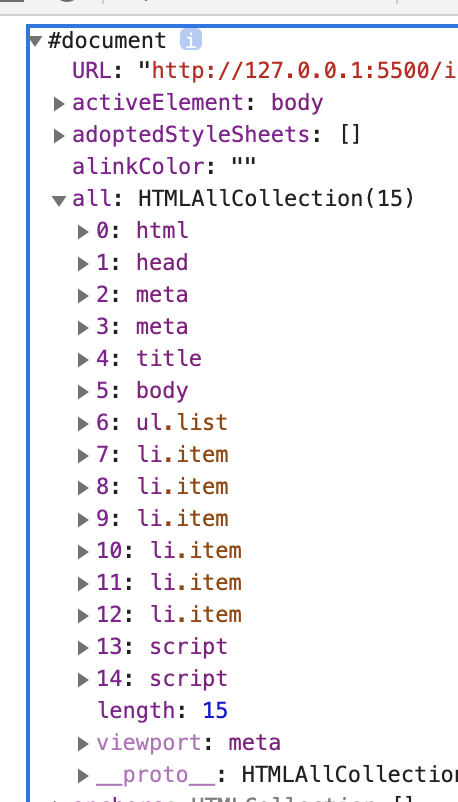 #document i
URL: "http://127.0.0.1:5500/i
activeElement: body
adoptedStyleSheets: []
alinkColor: ""
all: HTMLAllCollection(15)
0: html
1: head
2: meta
3: meta
4: title
5: body
6: ul.list
7: li.item
8: li.item
9: li.item
10: li.item
11: li.item
12: li.item
13: script
14: script
length: 15
viewport: meta
__proto__: HTMLAllCollection